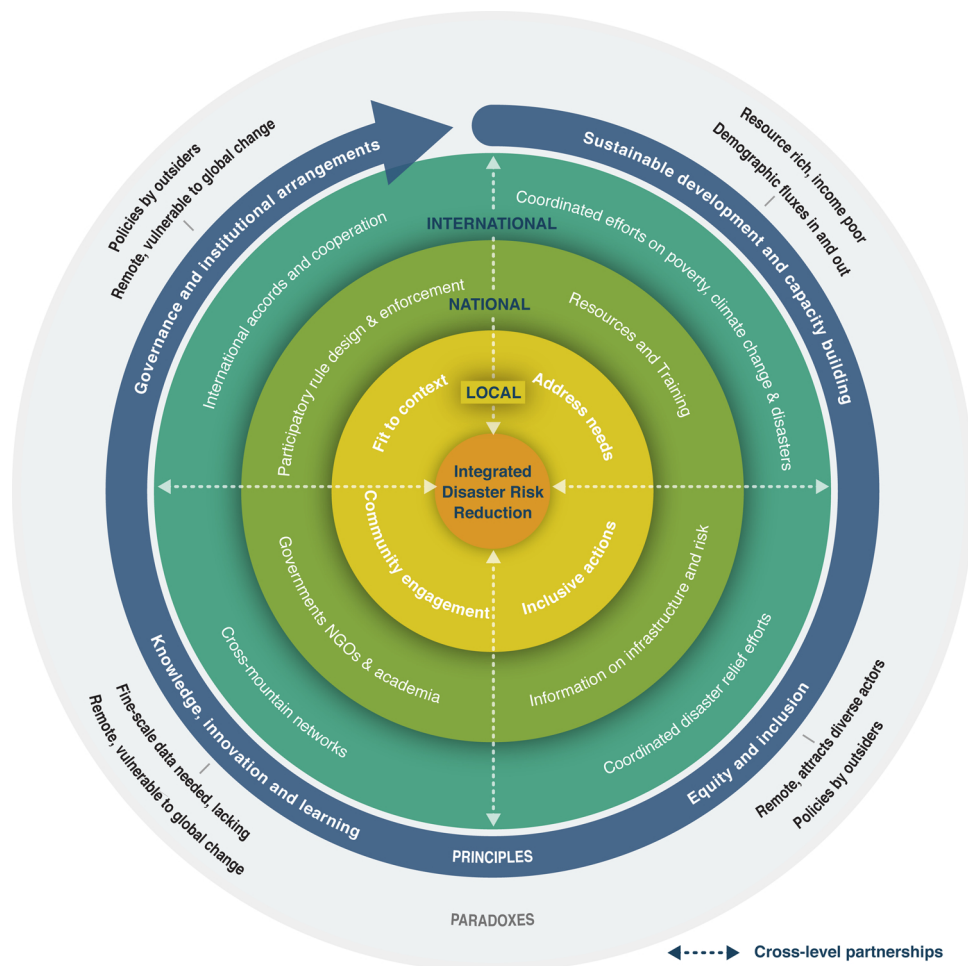 Policies by outsiders
Remote, vulnerable to global change
Resource rich, income poor
Demographic fluxes in and out
Governance and institutional arrangements
Sustainable development and capacity building
International accords and cooperation
INTERNATIONAL
Coordinated efforts on poverty, climate change & disasters
Participatory rule design & enforcement
NATIONAL
Resources and Training
Fit to context
LOCAL
Address needs
Integrated
Disaster Risk
Reduction
Community engagement
Inclusive actions
Governments NGOs & academia
Information on infrastructure and risk
Cross-mountain networks
Coordinated disaster relief efforts
Knowledge, innovation and learning
Equity and inclusion
Fine-scale data needed, lacking
Remote, vulnerable to global change
Remote, attracts diverse actors
Policies by outsiders
PRINCIPLES
PARADOXES
Cross-level partnerships